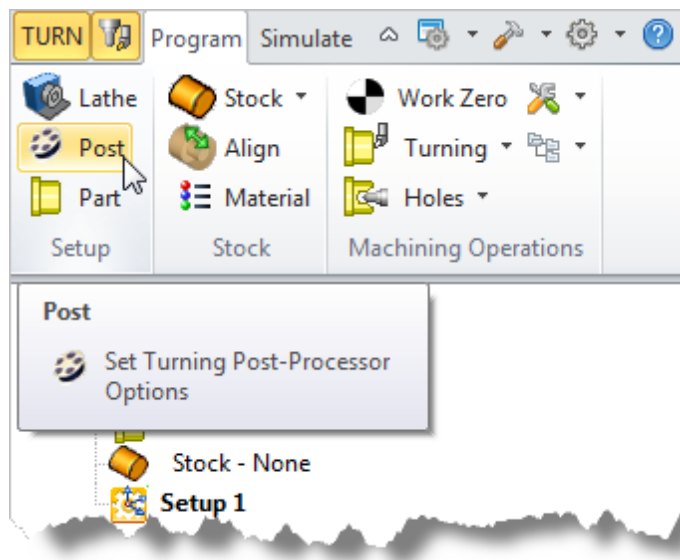 TURN Program Simulate
Lathe Stock Work Zero
Post Align Turning
Part Material Holes
Setup Stock Machining Operations
Post
Set Turning Post-Processor
Options
Stock - None
Setup 1